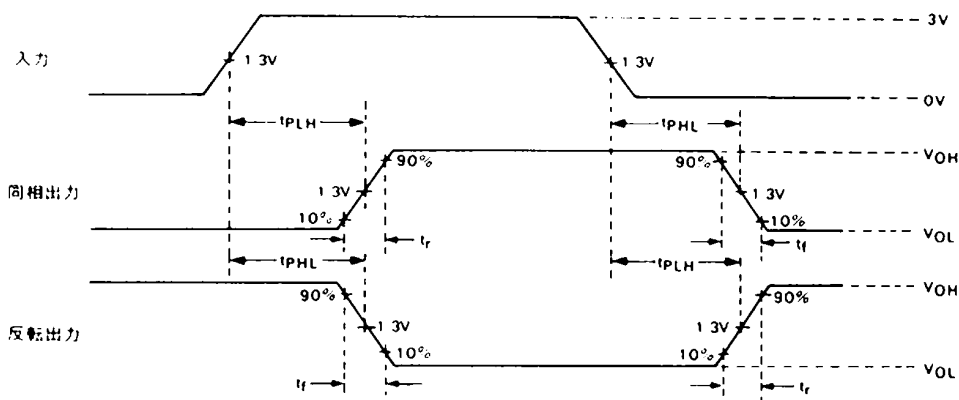 3V
入力
1 3V
1 3V
0V
tPLH
tPHL
90%
90%
VOH
同相出力
1 3V
1 3V
10%
10%
tr
tf
VOL
tPHL
tPLH
90%
90%
VOH
反転出力
1 3V
1 3V
10%
10%
tf
tr
VOL